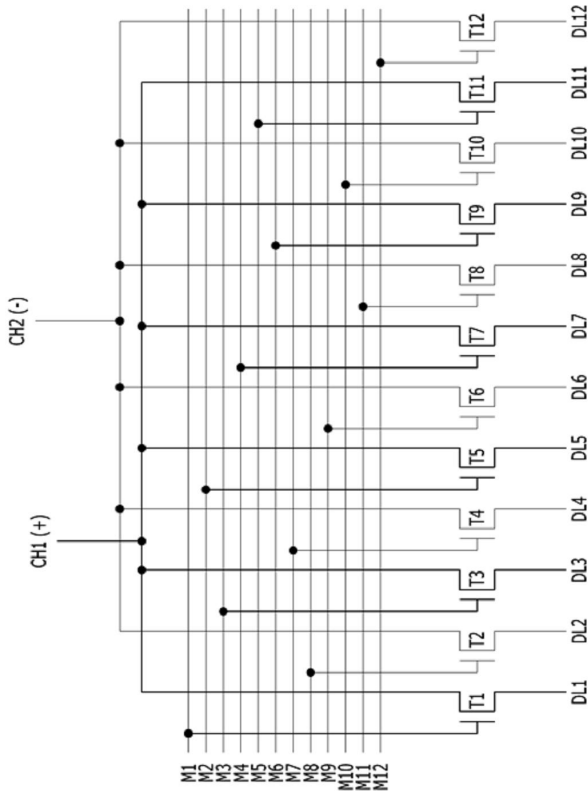 CH1 (+)
CH2 (-)
M1
M2
M3
M4
M5
M6
M7
M8
M9
M10
M11
M12
T1
T2
T3
T4
T5
T6
T7
T8
T9
T10
T11
T12
DL1
DL2
DL3
DL4
DL5
DL6
DL7
DL8
DL9
DL10
DL11
DL12